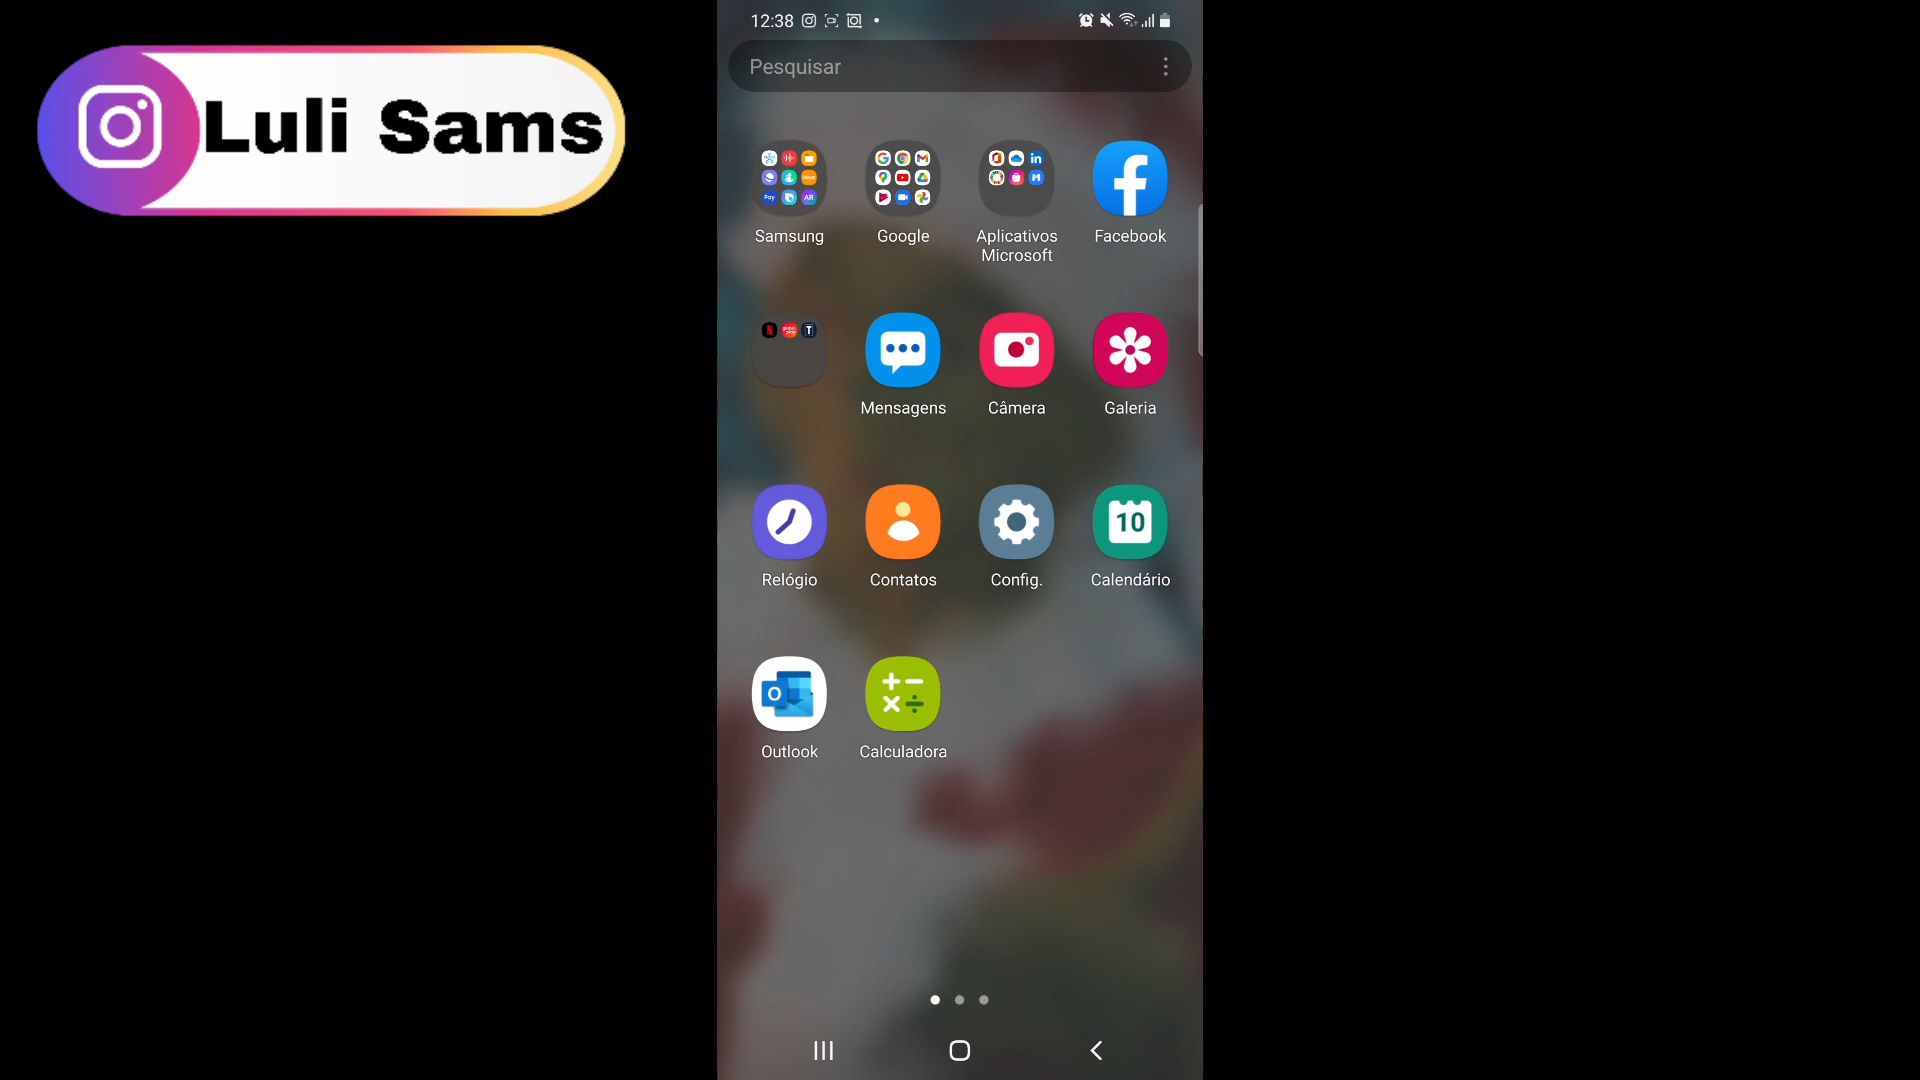 12:38
Luli Sams
Pesquisar
Samsung
Google
Aplicativos
Microsoft
Facebook
Mensagens
Câmera
Galeria
Relógio
Contatos
Config.
10
Calendário
Outlook
Calculadora